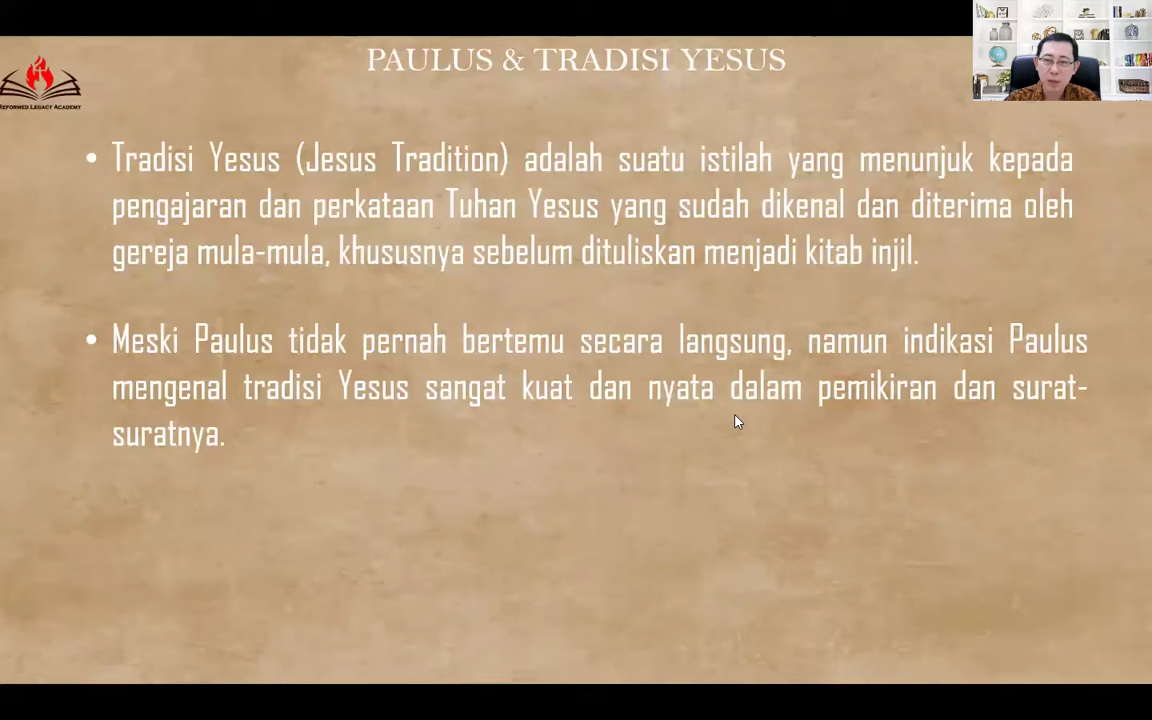 PAULUS & TRADISI YESUS
REFORMED LEGACY ACADEMY
• Tradisi Yesus (Jesus Tradition) adalah suatu istilah yang menunjuk kepada
pengajaran dan perkataan Tuhan Yesus yang sudah dikenal dan diterima oleh
gereja mula-mula, khususnya sebelum dituliskan menjadi kitab injil.
• Meski Paulus tidak pernah bertemu secara langsung, namun indikasi Paulus
mengenal tradisi Yesus sangat kuat dan nyata dalam pemikiran dan surat-
suratnya.